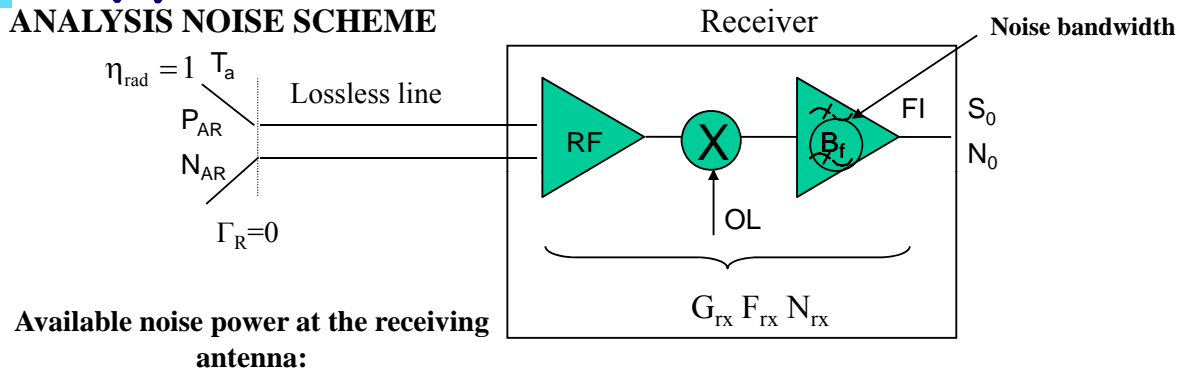 ANALYSIS NOISE SCHEME
Receiver
Noise bandwidth
η_rad = 1 T_a
Lossless line
P_AR
N_AR
Γ_R=0
RF
X
B_f
FI
S_0
N_0
OL
G_rx F_rx N_rx
Available noise power at the receiving
antenna: